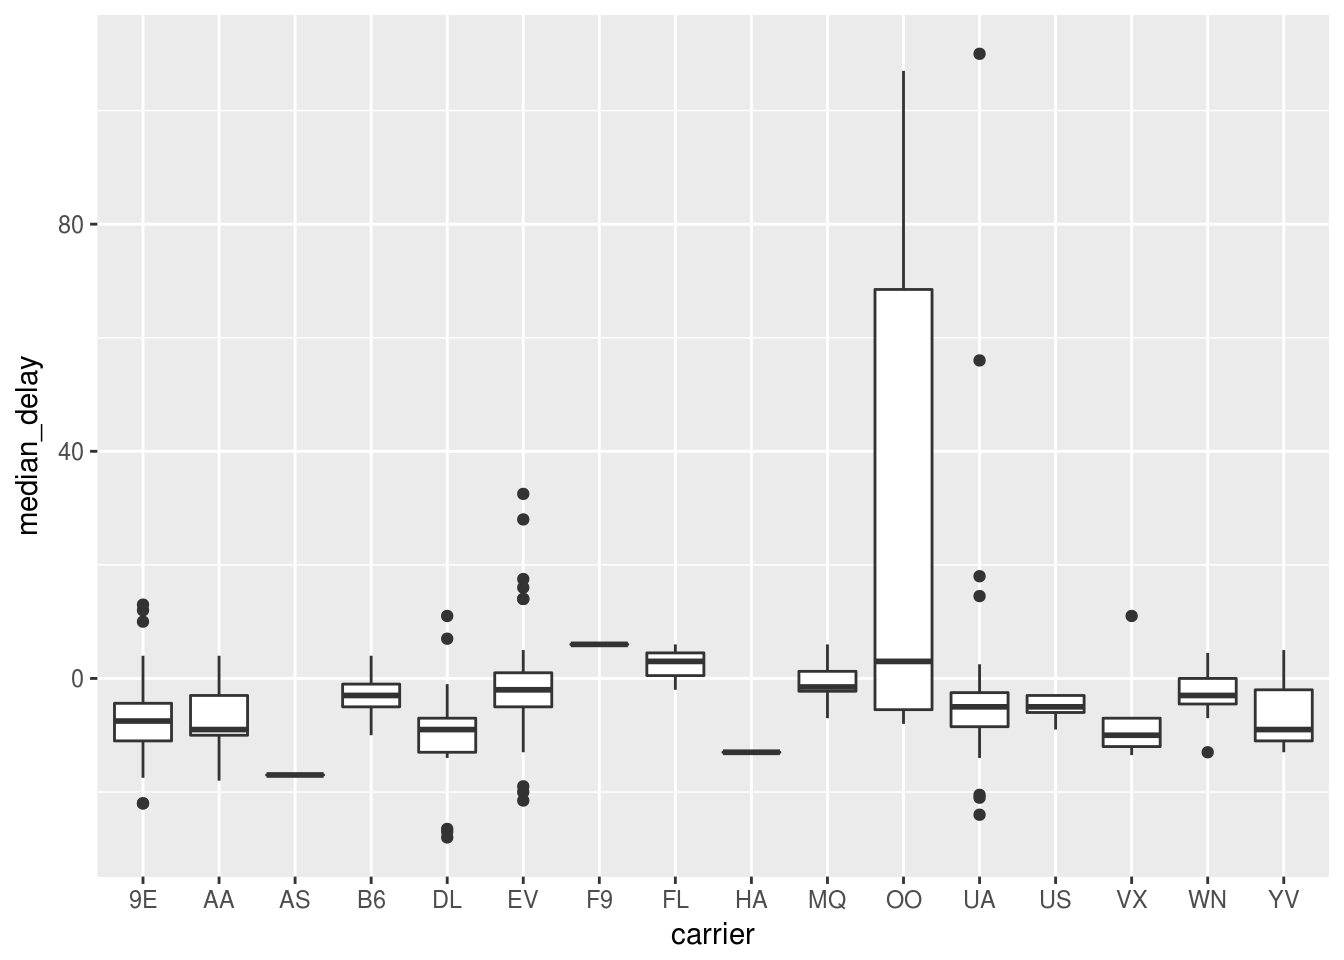 median_delay
80
40
0
9E AA AS B6 DL EV F9 FL HA MQ OO UA US VX WN YV
carrier